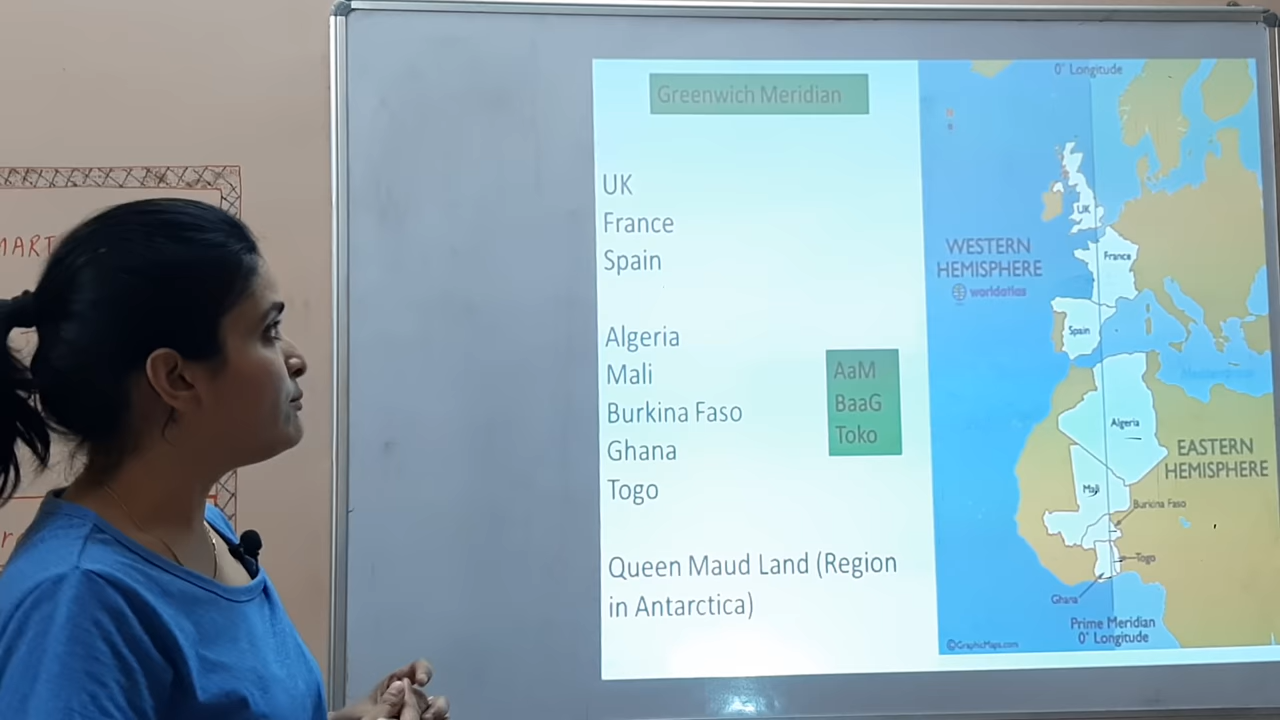 MART
Greenwich Meridian
UK
France
Spain
Algeria
Mali
Burkina Faso
Ghana
Togo
AaM
BaaG
Toko
Queen Maud Land (Region
in Antarctica)
0° Longitude
UK
France
WESTERN
HEMISPHERE
worldatlas
Spain
Algeria
EASTERN
HEMISPHERE
Mali
Burkina Faso
Togo
Ghana
Prime Meridian
0° Longitude
©GraphicMaps.com